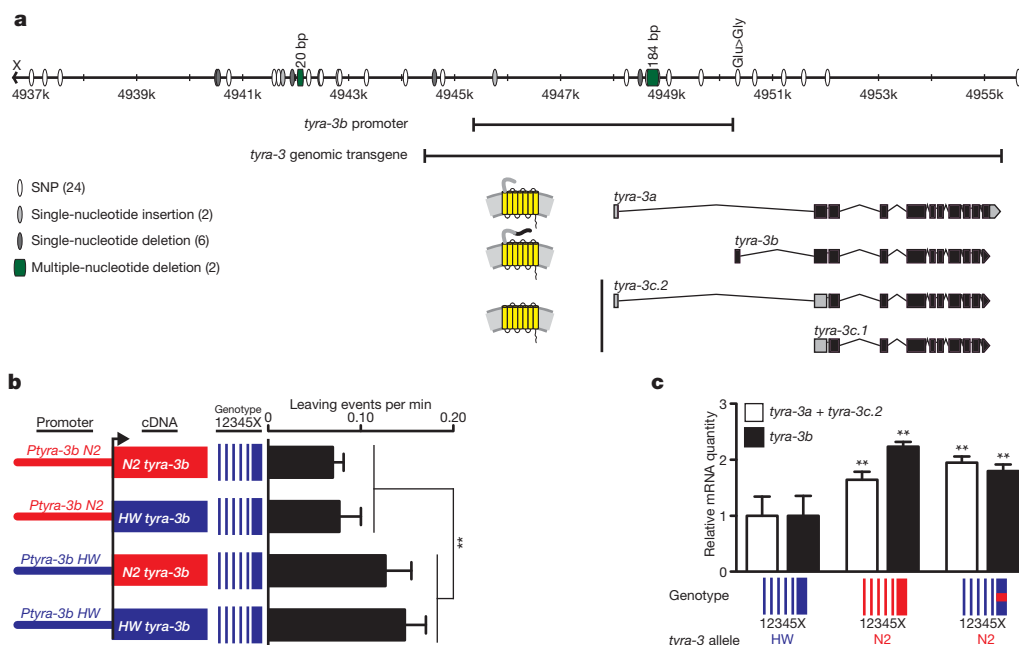 a
X
20 bp
184 bp
Glu>Gly
4937k 4939k 4941k 4943k 4945k 4947k 4949k 4951k 4953k 4955k
tyra-3b promoter
tyra-3 genomic transgene
SNP (24)
Single-nucleotide insertion (2)
Single-nucleotide deletion (6)
Multiple-nucleotide deletion (2)
tyra-3a
tyra-3b
tyra-3c.2
tyra-3c.1
b
Promoter cDNA Genotype 12345X
Leaving events per min
0 0.10 0.20
Ptyra-3b N2 N2 tyra-3b
Ptyra-3b N2 HW tyra-3b
Ptyra-3b HW N2 tyra-3b
Ptyra-3b HW HW tyra-3b
**
c
tyra-3a + tyra-3c.2
tyra-3b
Relative mRNA quantity
3
2
1
0
** ** ** **
Genotype
12345X 12345X 12345X
tyra-3 allele HW N2 N2